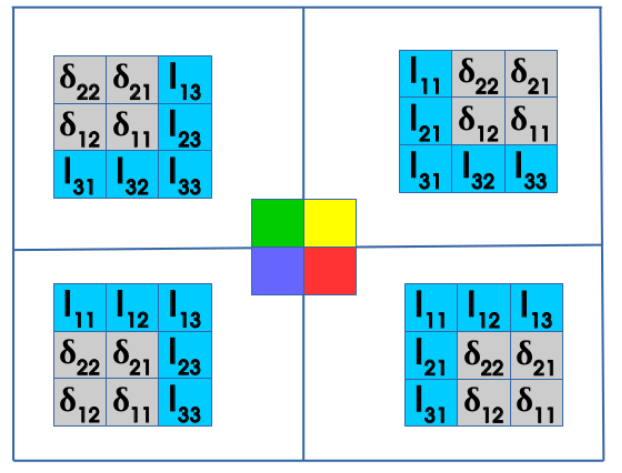 δ22 δ21 I13
δ12 δ11 I23
I31 I32 I33
I11 δ22 δ21
I21 δ12 δ11
I31 I32 I33
I11 I12 I13
δ22 δ21 I23
δ12 δ11 I33
I11 I12 I13
I21 δ22 δ21
I31 δ12 δ11